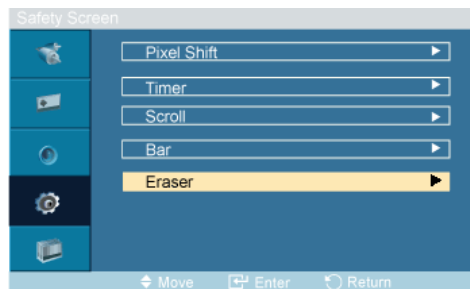 Safety Screen
Pixel Shift
Timer
Scroll
Bar
Eraser
Move Enter Return